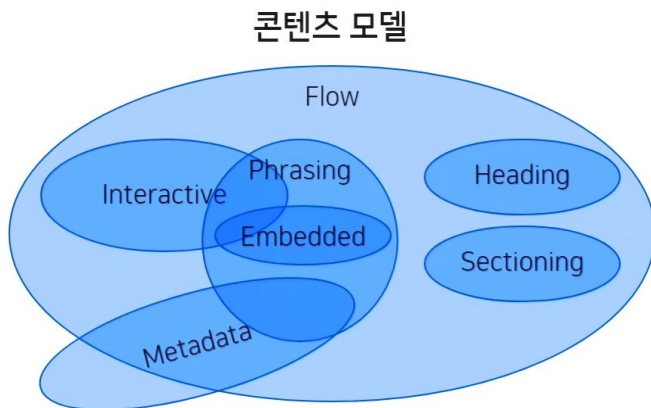 콘텐츠 모델
Flow
Phrasing
Heading
Interactive
Embedded
Sectioning
Metadata